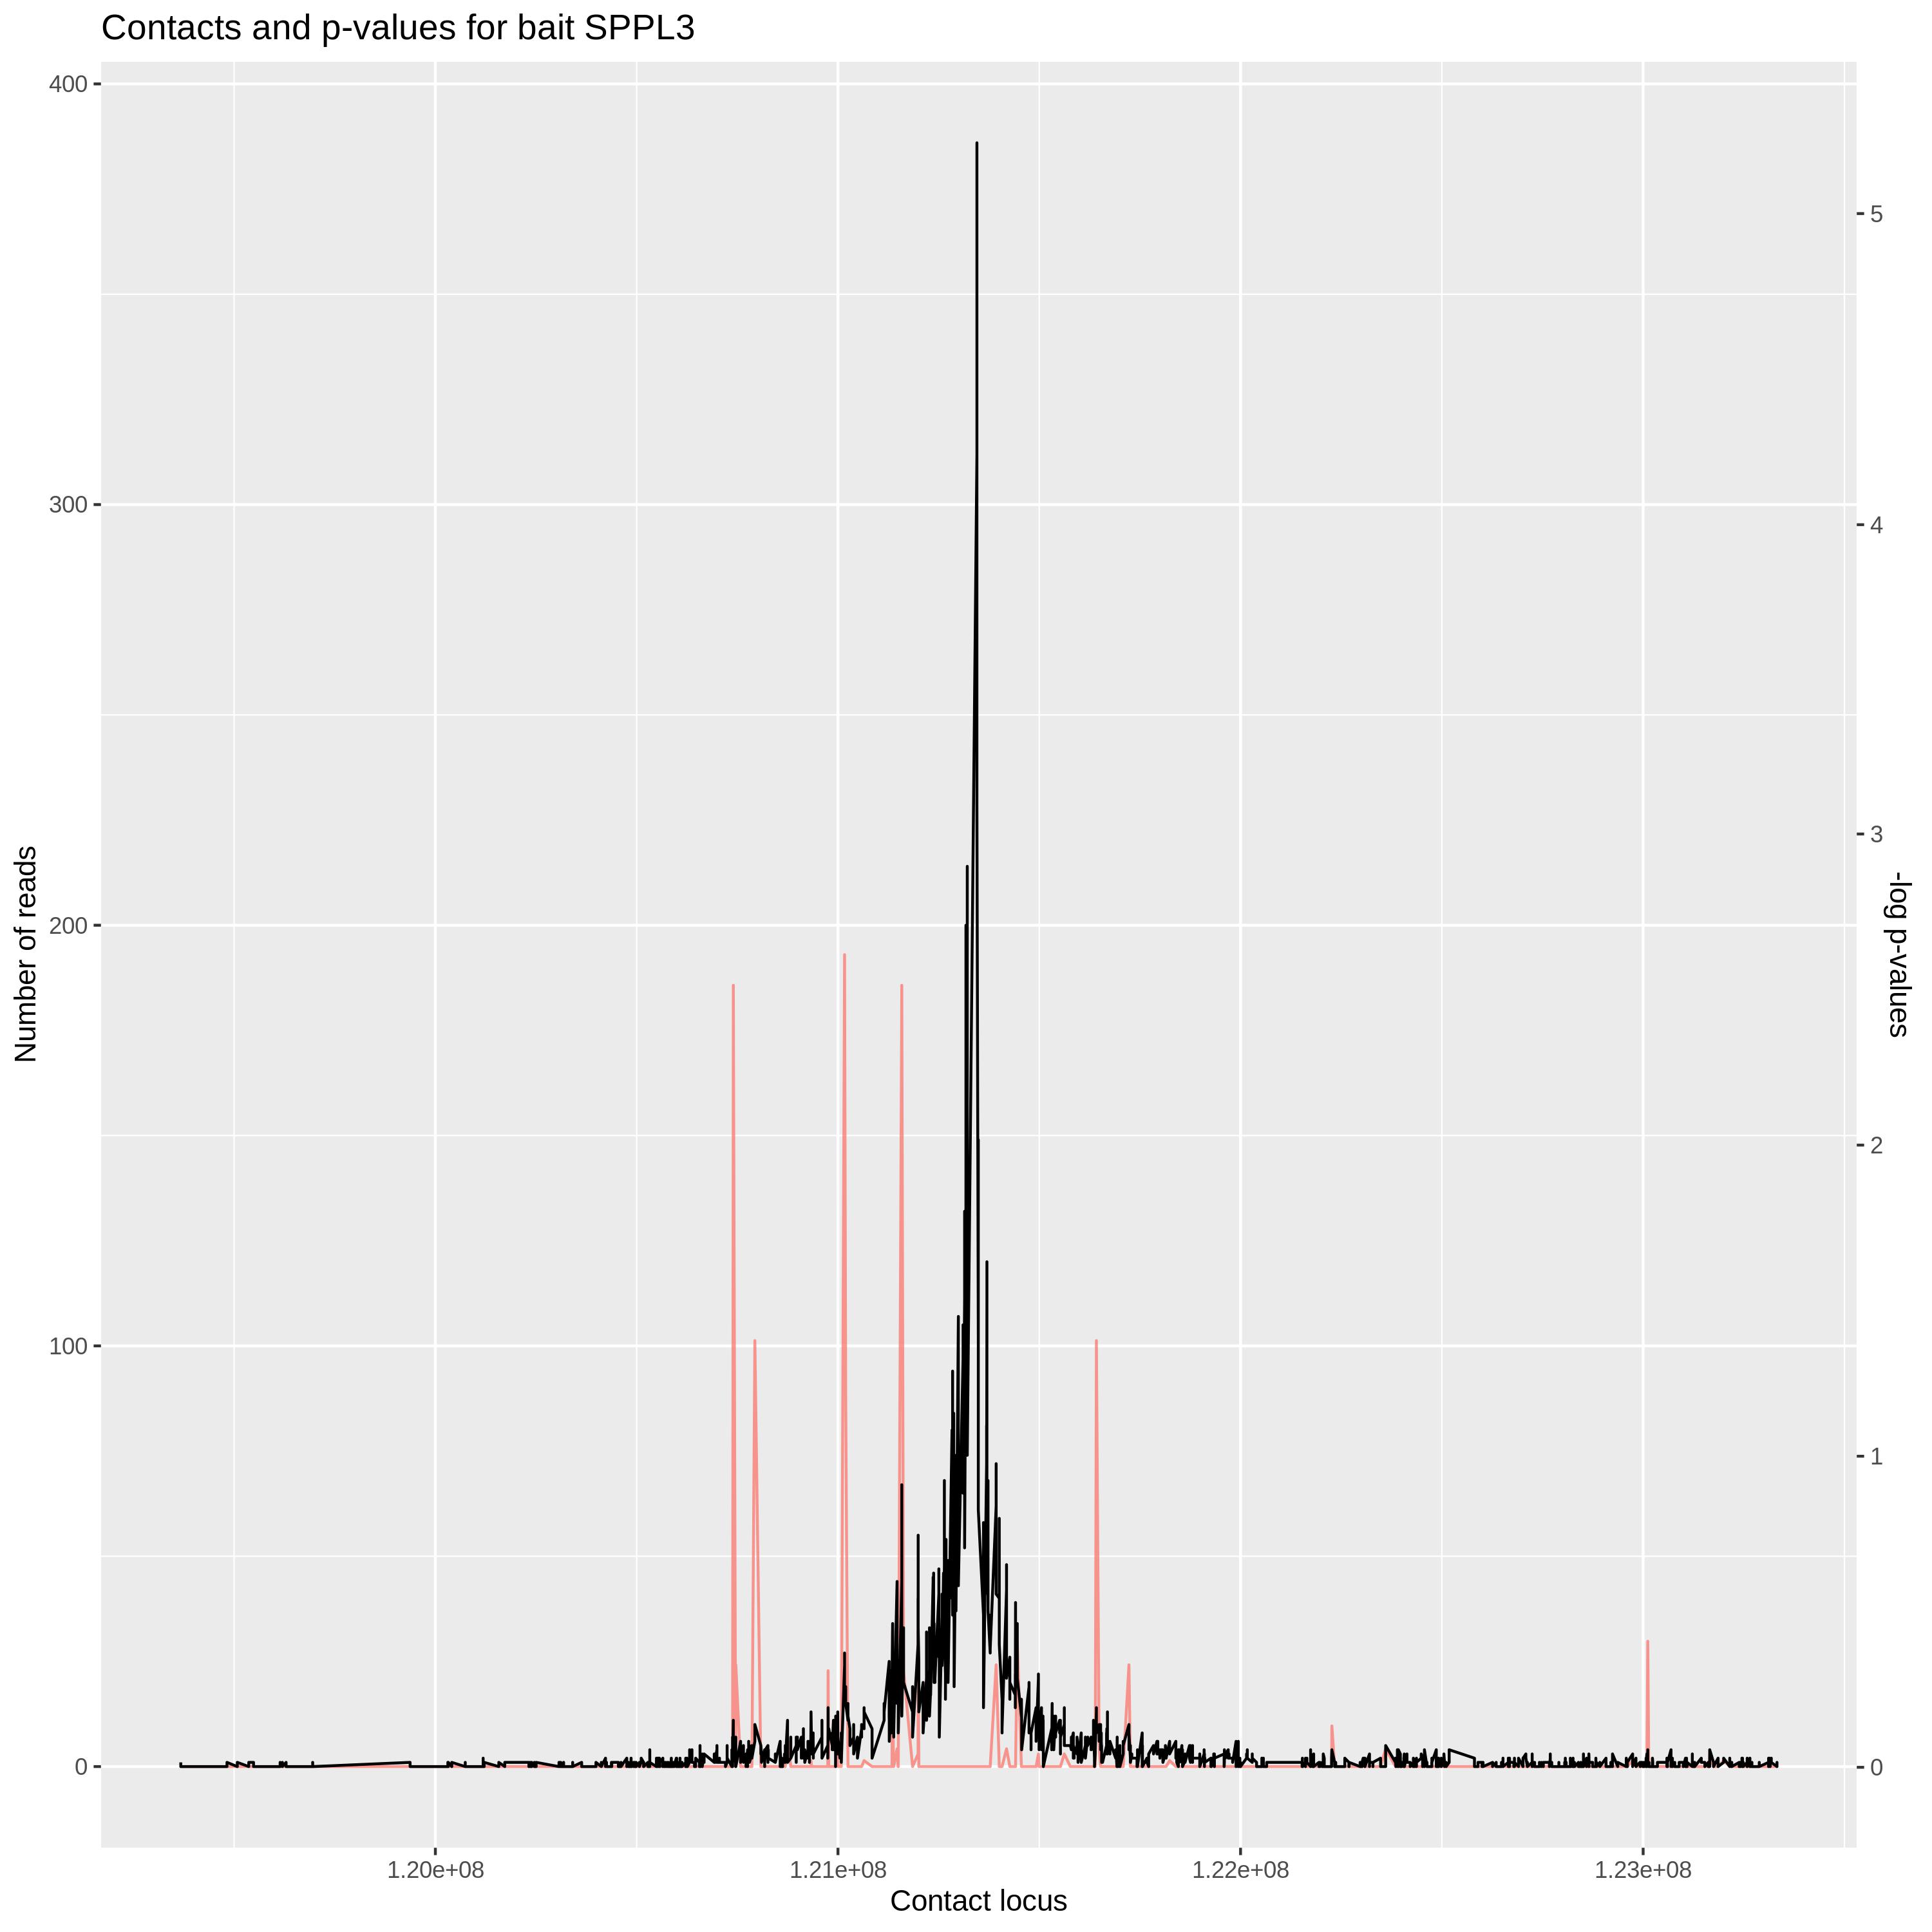 Contacts and p-values for bait SPPL3
400
300
200
100
0
Number of reads
5
4
3
2
1
0
-log p-values
1.20e+08
1.21e+08
1.22e+08
1.23e+08
Contact locus